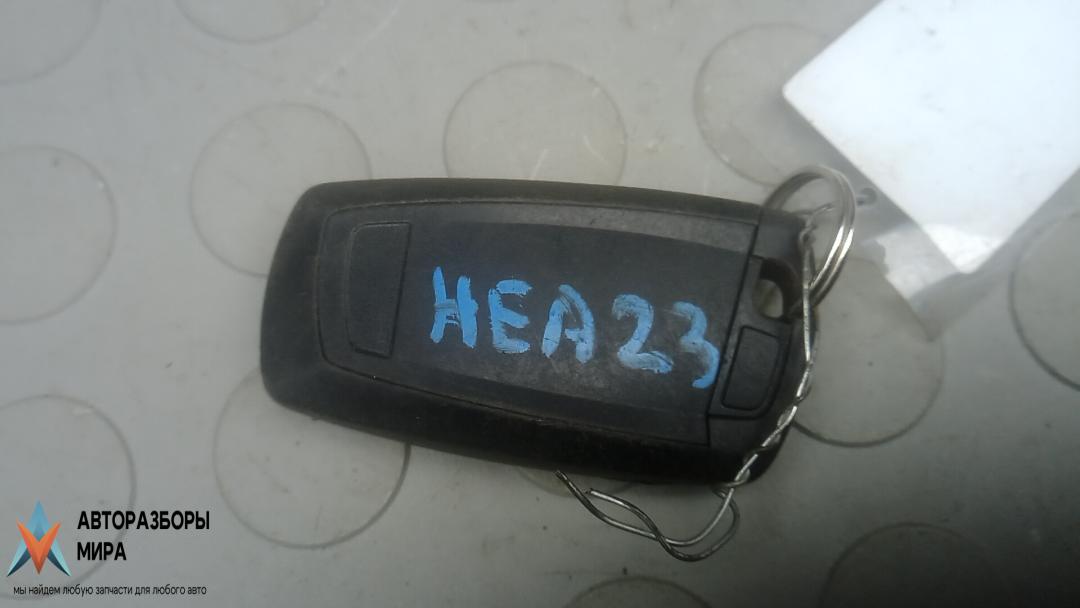 HEA23
АВТОРАЗБОРЫ
МИРА
мы найдем любую запчасти для любого авто